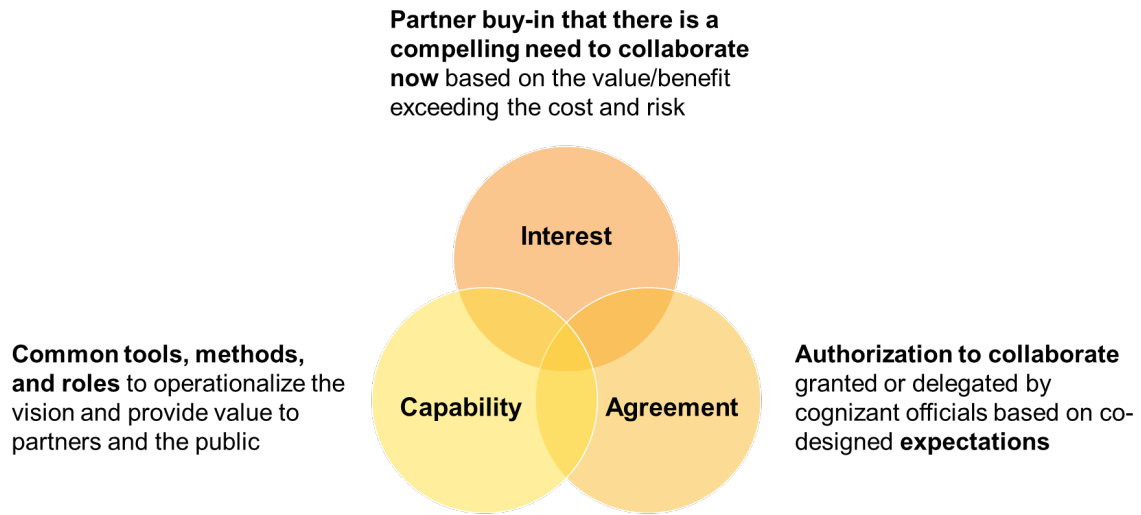 Partner buy-in that there is a
compelling need to collaborate
now based on the value/benefit
exceeding the cost and risk
Interest
Common tools, methods,
and roles to operationalize the
vision and provide value to
partners and the public
Capability
Agreement
Authorization to collaborate
granted or delegated by
cognizant officials based on co-
designed expectations